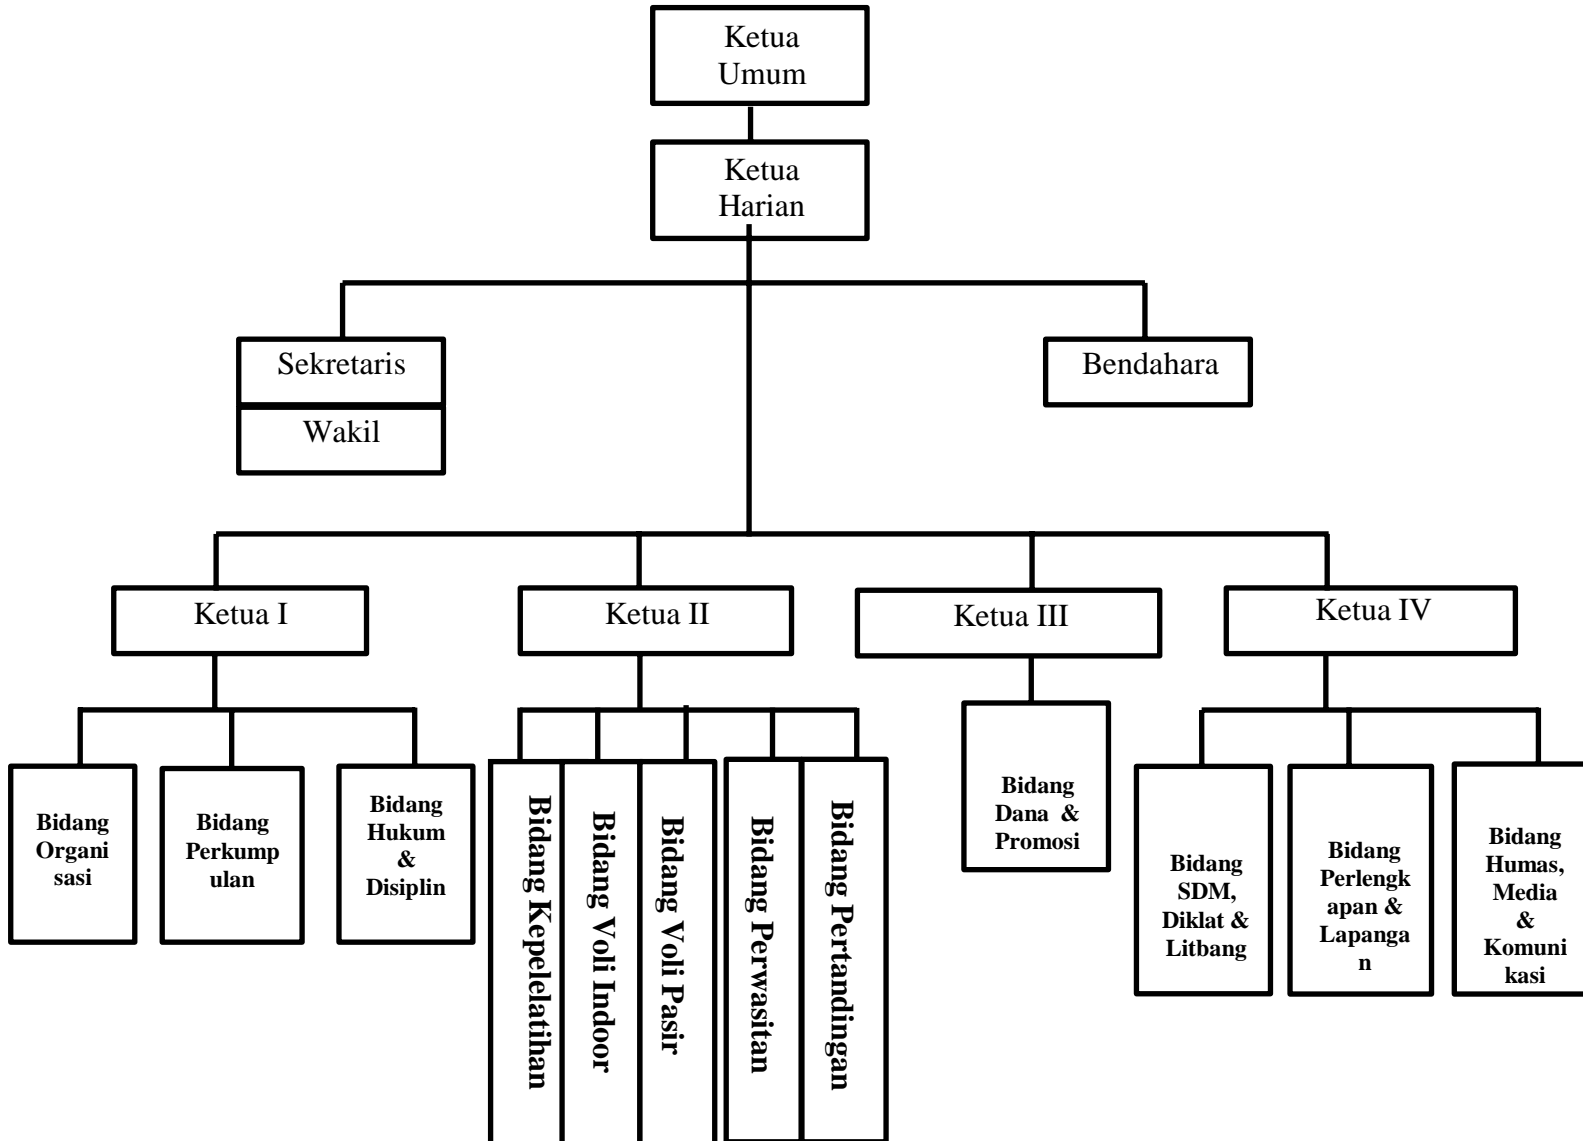 Ketua
Umum
Ketua
Harian
Sekretaris
Wakil
Bendahara
Ketua I
Ketua II
Ketua III
Ketua IV
Bidang
Organi
sasi
Bidang
Perkump
ulan
Bidang
Hukum
&
Disiplin
Bidang Kepelelatihan
Bidang Voli Indoor
Bidang Voli Pasir
Bidang Perwasitan
Bidang Pertandingan
Bidang
Dana &
Promosi
Bidang
SDM,
Diklat &
Litbang
Bidang
Perlengk
apan &
Lapanga
n
Bidang
Humas,
Media
&
Komuni
kasi